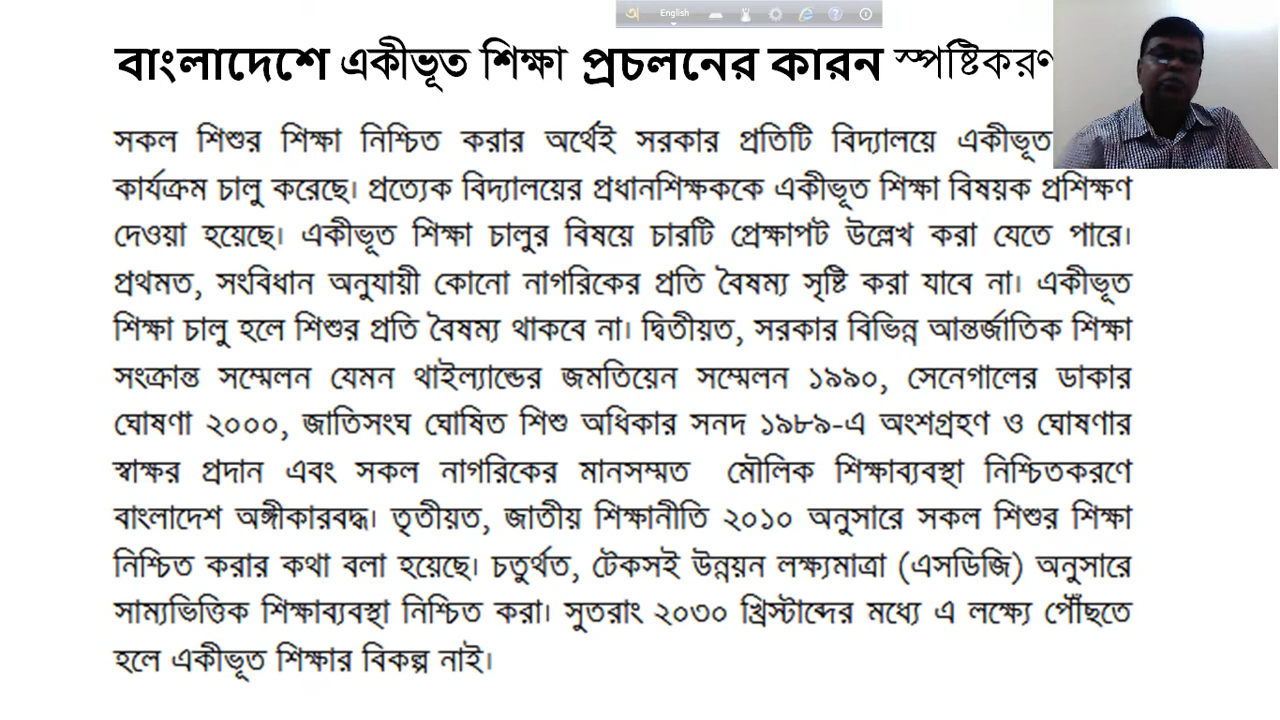 অ English
বাংলাদেশে একীভূত শিক্ষা প্রচলনের কারন স্পষ্টিকরণ
সকল শিশুর শিক্ষা নিশ্চিত করার অর্থেই সরকার প্রতিটি বিদ্যালয়ে একীভূত
কার্যক্রম চালু করেছে। প্রত্যেক বিদ্যালয়ের প্রধানশিক্ষককে একীভূত শিক্ষা বিষয়ক প্রশিক্ষণ
দেওয়া হয়েছে। একীভূত শিক্ষা চালুর বিষয়ে চারটি প্রেক্ষাপট উল্লেখ করা যেতে পারে।
প্রথমত, সংবিধান অনুযায়ী কোনো নাগরিকের প্রতি বৈষম্য সৃষ্টি করা যাবে না। একীভূত
শিক্ষা চালু হলে শিশুর প্রতি বৈষম্য থাকবে না। দ্বিতীয়ত, সরকার বিভিন্ন আন্তর্জাতিক শিক্ষা
সংক্রান্ত সম্মেলন যেমন থাইল্যান্ডের জমতিয়েন সম্মেলন ১৯৯০, সেনেগালের ডাকার
ঘোষণা ২০০০, জাতিসংঘ ঘোষিত শিশু অধিকার সনদ ১৯৮৯-এ অংশগ্রহণ ও ঘোষণার
স্বাক্ষর প্রদান এবং সকল নাগরিকের মানসম্মত মৌলিক শিক্ষাব্যবস্থা নিশ্চিতকরণে
বাংলাদেশ অঙ্গীকারবদ্ধ। তৃতীয়ত, জাতীয় শিক্ষানীতি ২০১০ অনুসারে সকল শিশুর শিক্ষা
নিশ্চিত করার কথা বলা হয়েছে। চতুর্থত, টেকসই উন্নয়ন লক্ষ্যমাত্রা (এসডিজি) অনুসারে
সাম্যভিত্তিক শিক্ষাব্যবস্থা নিশ্চিত করা। সুতরাং ২০৩০ খ্রিস্টাব্দের মধ্যে এ লক্ষ্যে পৌঁছতে
হলে একীভূত শিক্ষার বিকল্প নাই।